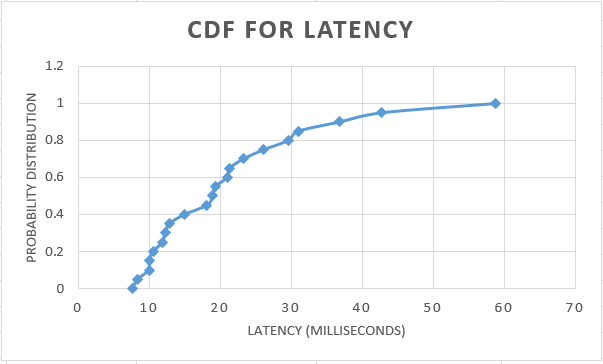 CDF FOR LATENCY
PROBABILITY DISTRIBUTION
1.2
1
0.8
0.6
0.4
0.2
0
0 10 20 30 40 50 60 70
LATENCY (MILLISECONDS)